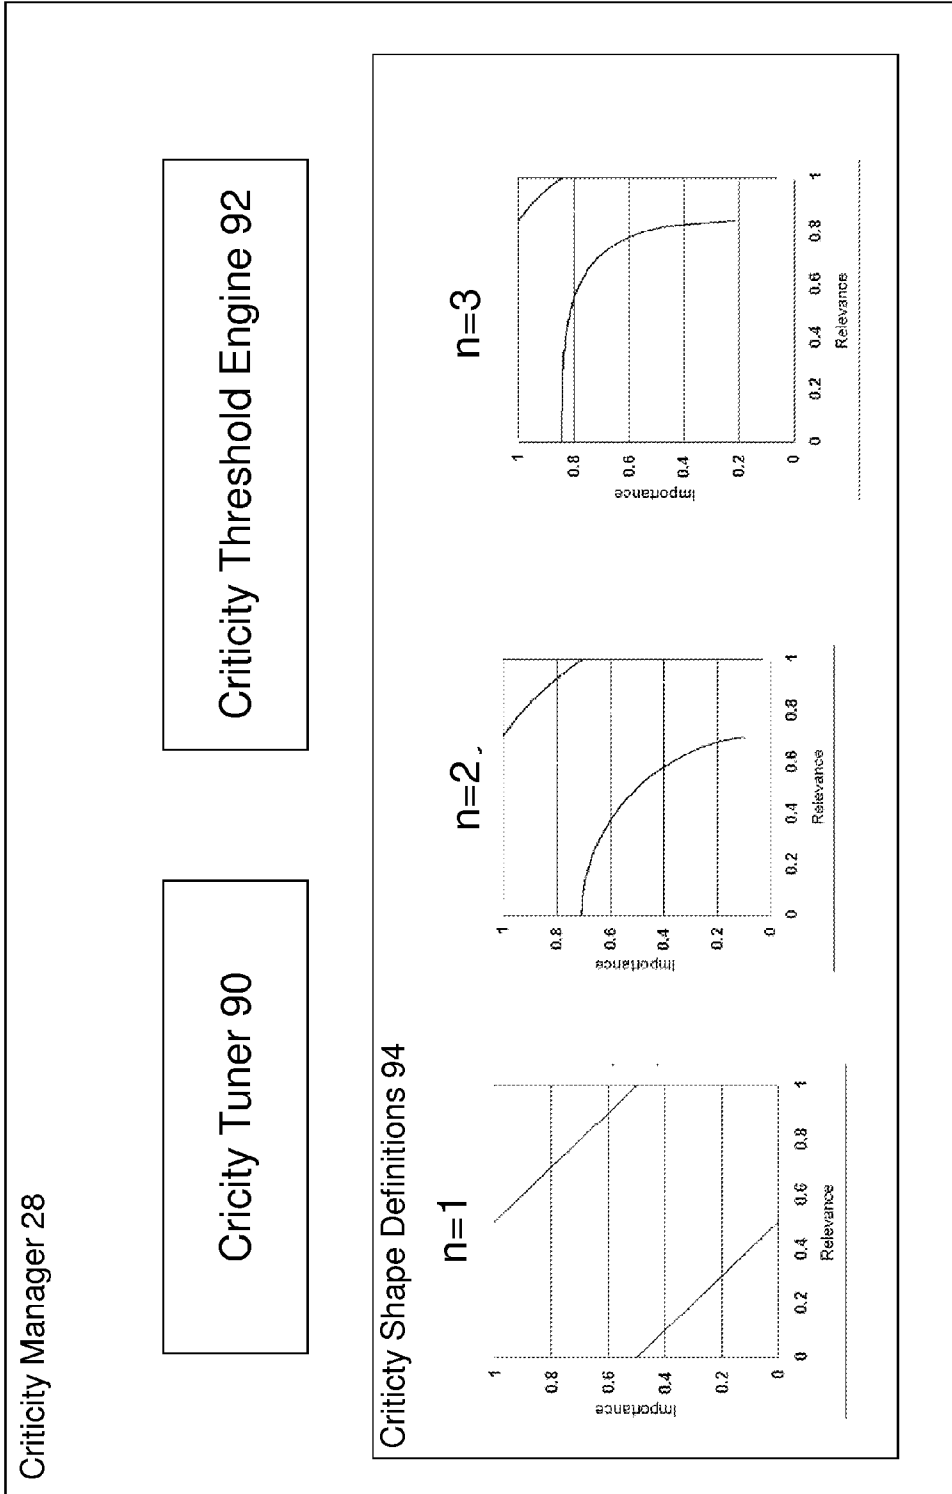 Criticity Manager 28
Cricity Tuner 90
Criticity Threshold Engine 92
Criticty Shape Definitions 94
n=1
1
0.8
0.6
0.4
0.2
0
Importance
0 0.2 0.4 0.6 0.8 1
Relevance
n=2
1
0.8
0.6
0.4
0.2
0
Importance
0 0.2 0.4 0.6 0.8 1
Relevance
n=3
1
0.8
0.6
0.4
0.2
0
Importance
0 0.2 0.4 0.6 0.8 1
Relevance